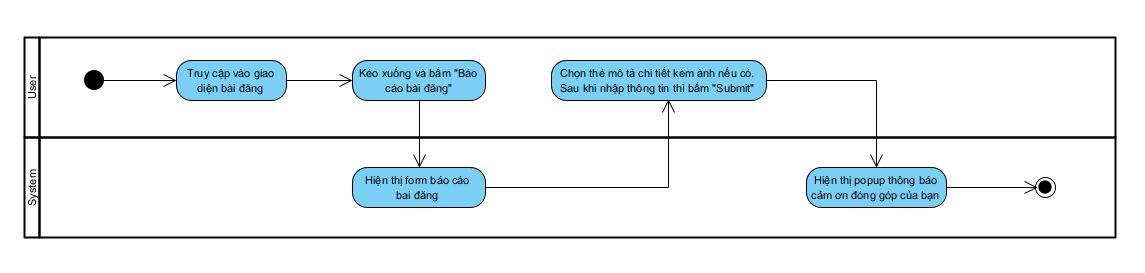 User
Truy cập vào giao
diện bài đăng
Kéo xuống và bấm "Báo
cáo bài đăng"
Chọn thẻ mô tả chi tiết kèm ảnh nếu có.
Sau khi nhập thông tin thì bấm "Submit"
System
Hiện thị form báo cáo
bai đăng
Hiện thị popup thông báo
cảm ơn đóng góp của bạn